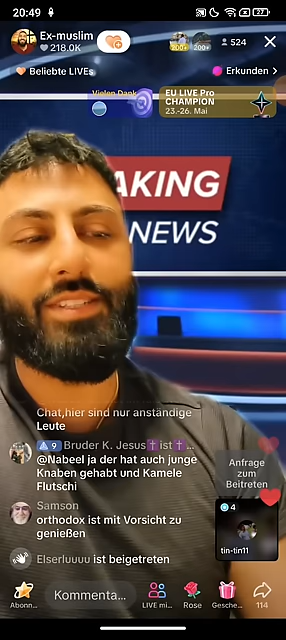 20:49
27
Ex-muslim
218.0K
200+
200+
524
Beliebte LIVEs
Erkunden >
Vielen Dank
EU LIVE Pro
CHAMPION
23.-26. Mai
AKING
NEWS
Chat,hier sind nur anständige
Leute
9 Bruder K. Jesus✝️ist✝️...
@Nabeel ja der hat auch junge
Knaben gehabt und Kamele
Flutschi
Samson
orthodox ist mit Vorsicht zu
genießen
Elserluuuu ist beigetreten
Anfrage
zum
Beitreten
4
tin-tin11
Abonn...
Kommenta...
LIVE mi...
Rose
Gesche...
114